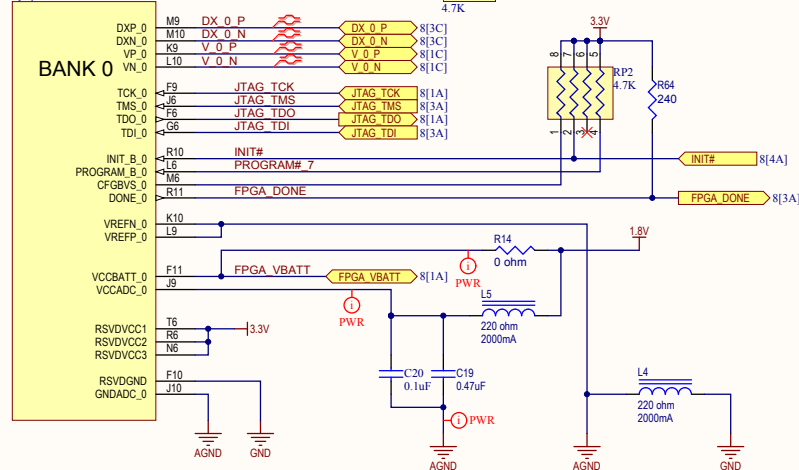 4.7K
BANK 0
DXP_0 M9 DX_0_P DX_0_P 8[3C]
DXN_0 M10 DX_0_N DX_0_N 8[3C]
VP_0 K9 V_0_P V_0_P 8[1C]
VN_0 L10 V_0_N V_0_N 8[1C]
TCK_0 F9 JTAG_TCK JTAG_TCK 8[1A]
TMS_0 J6 JTAG_TMS JTAG_TMS 8[3A]
TDO_0 F6 JTAG_TDO JTAG_TDO 8[1A]
TDI_0 G6 JTAG_TDI JTAG_TDI 8[3A]
3.3V
8 7 6 5
RP2
4.7K
1 2 3 4
R64
240
INIT_B_0 R10 INIT# INIT# 8[4A]
PROGRAM_B_0 L6 PROGRAM#_7
CFGBVS_0 M6
DONE_0 R11 FPGA_DONE FPGA_DONE 8[3A]
VREFN_0 K10
VREFP_0 L9
R14
0 ohm
1.8V
i
PWR
VCCBATT_0 F11 FPGA_VBATT FPGA_VBATT 8[1A]
VCCADC_0 J9
i
PWR
L5
220 ohm
2000mA
RSVDVCC1 T6 3.3V
RSVDVCC2 R6
RSVDVCC3 N6
C20
0.1uF
C19
0.47uF
RSVDGND F10
GNDADC_0 J10
L4
220 ohm
2000mA
i PWR
AGND
GND
AGND
AGND
GND